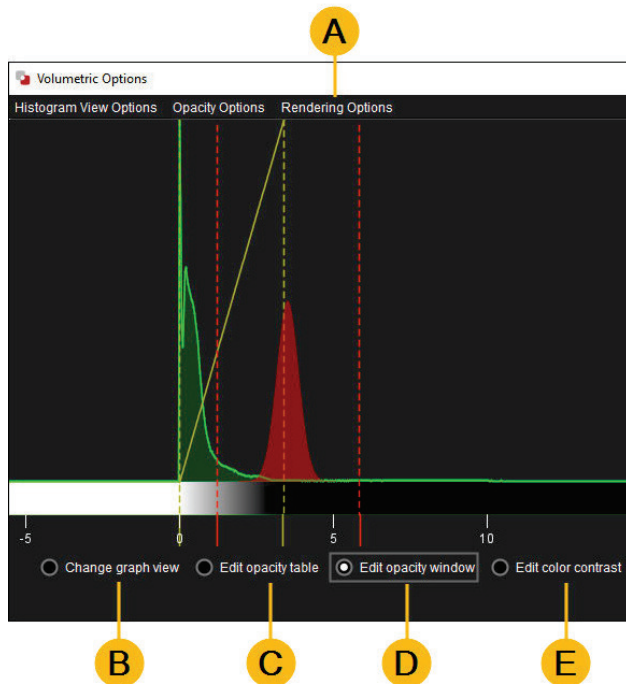 A
Volumetric Options
Histogram View Options Opacity Options Rendering Options
-5 0 5 10
Change graph view Edit opacity table Edit opacity window Edit color contrast
B C D E